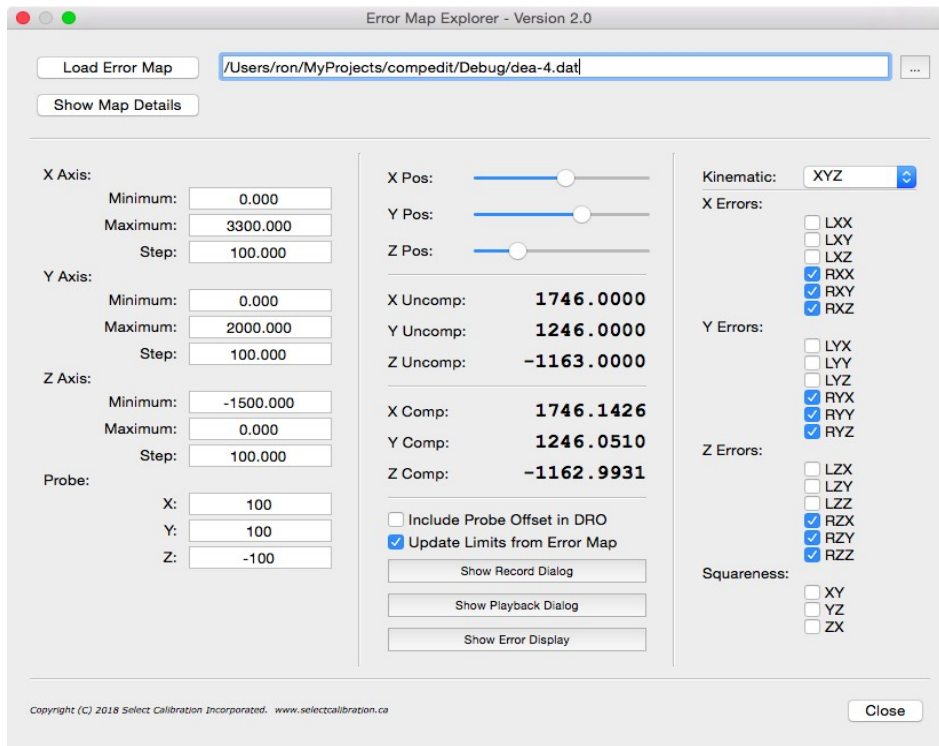 Error Map Explorer - Version 2.0
Load Error Map
/Users/ron/MyProjects/compedit/Debug/dea-4.dat
...
Show Map Details
X Axis:
Minimum: 0.000
Maximum: 3300.000
Step: 100.000
Y Axis:
Minimum: 0.000
Maximum: 2000.000
Step: 100.000
Z Axis:
Minimum: -1500.000
Maximum: 0.000
Step: 100.000
Probe:
X: 100
Y: 100
Z: -100
X Pos:
Y Pos:
Z Pos:
X Uncomp: 1746.0000
Y Uncomp: 1246.0000
Z Uncomp: -1163.0000
X Comp: 1746.1426
Y Comp: 1246.0510
Z Comp: -1162.9931
Include Probe Offset in DRO
Update Limits from Error Map
Show Record Dialog
Show Playback Dialog
Show Error Display
Kinematic: XYZ
X Errors:
LXX
LXY
LXZ
RXX
RXY
RXZ
Y Errors:
LYX
LYY
LYZ
RYX
RYY
RYZ
Z Errors:
LZX
LZY
LZZ
RZX
RZY
RZZ
Squareness:
XY
YZ
ZX
Copyright (C) 2018 Select Calibration Incorporated. www.selectcalibration.ca
Close